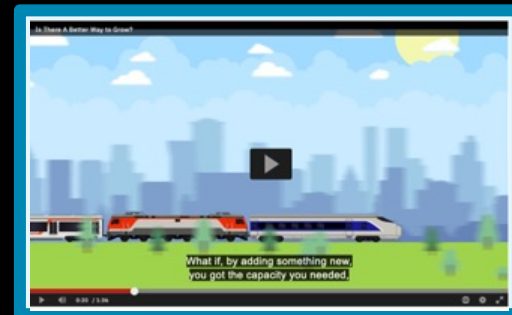 Is There A Better Way to Grow?
What if, by adding something new,
you got the capacity you needed,
0:20 / 1:36